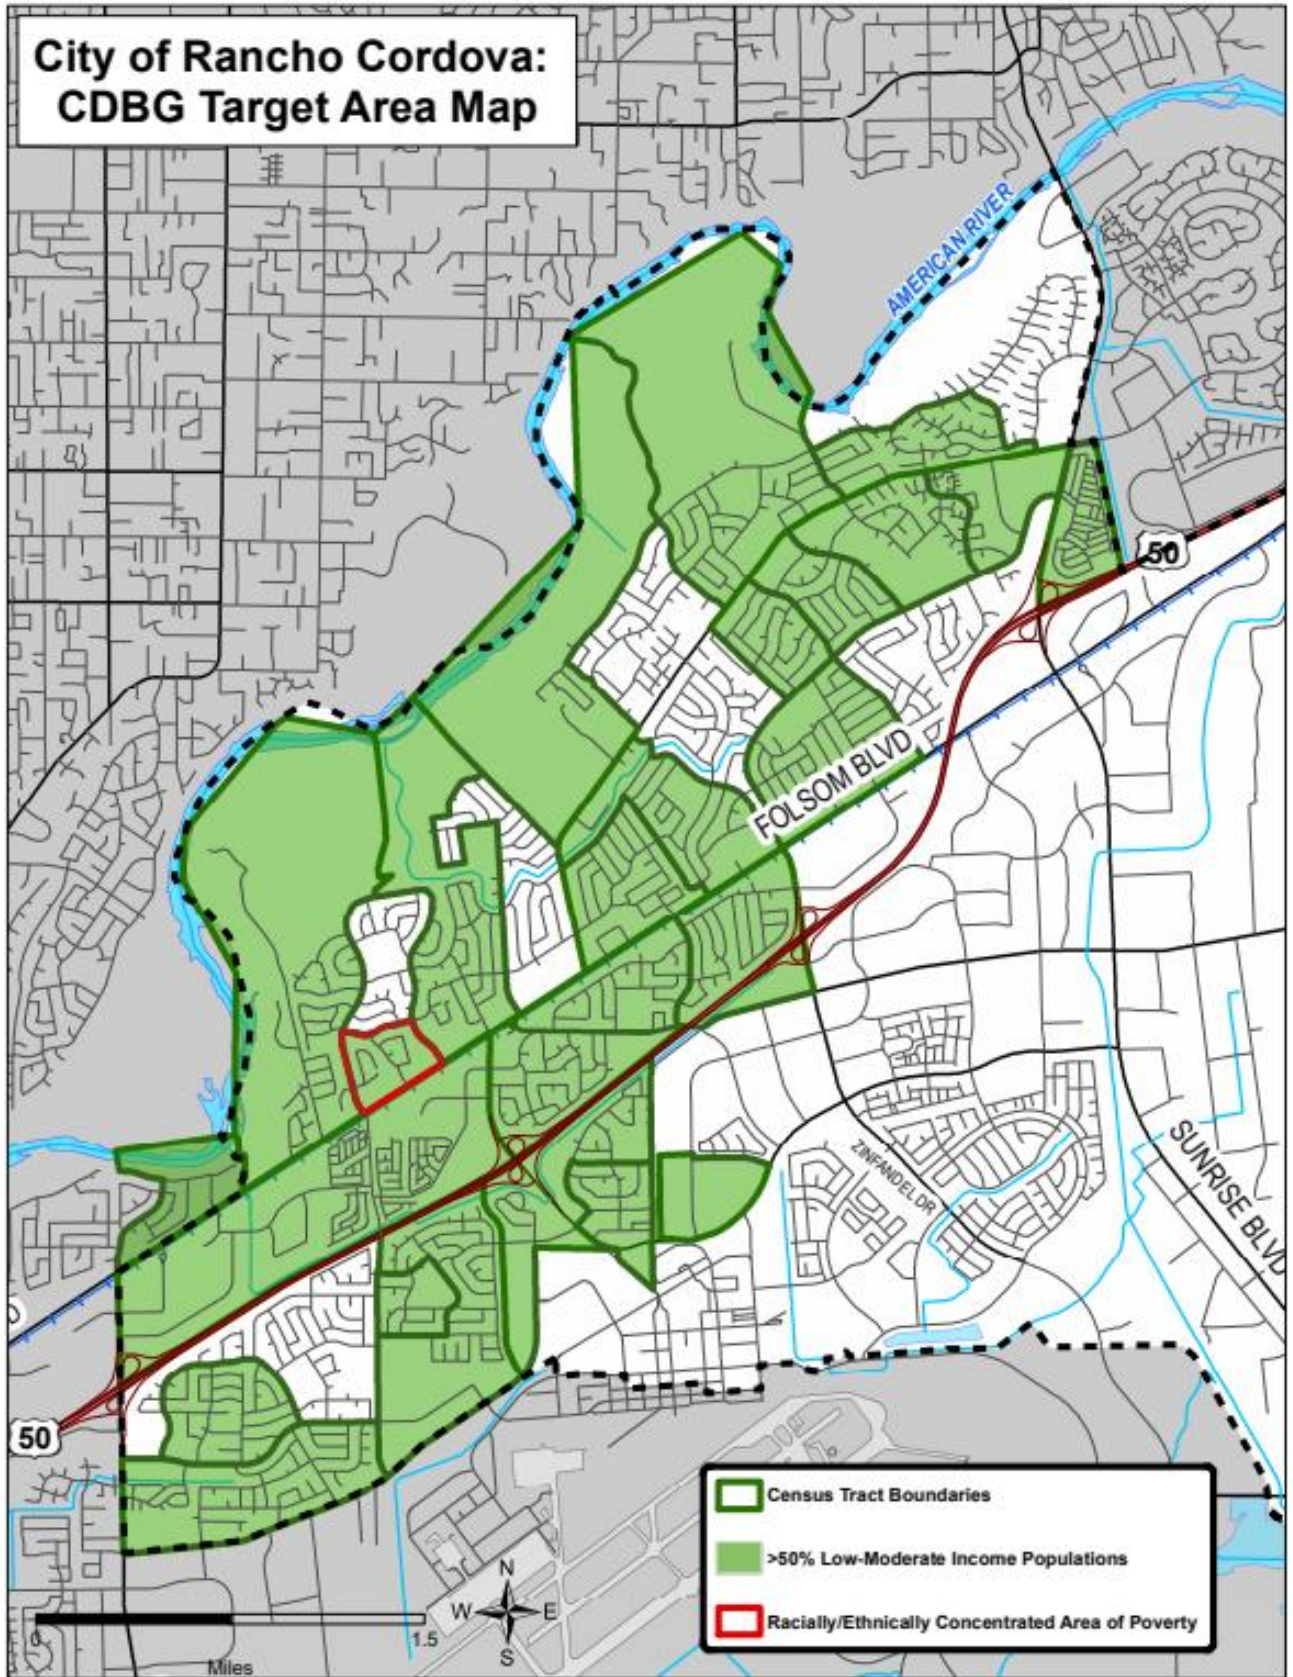 City of Rancho Cordova:
CDBG Target Area Map
AMERICAN RIVER
50
FOLSOM BLVD
ZINFANDEL DR
SUNRISE BLVD
50
Census Tract Boundaries
>50% Low-Moderate Income Populations
Racially/Ethnically Concentrated Area of Poverty
N
W E
S
0 1.5
Miles